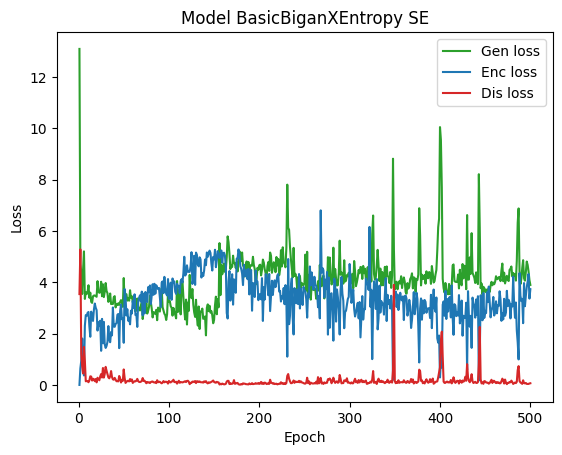 Model BasicBiganXEntropy SE
Gen loss
Enc loss
Dis loss
Loss
12
10
8
6
4
2
0
0 100 200 300 400 500
Epoch